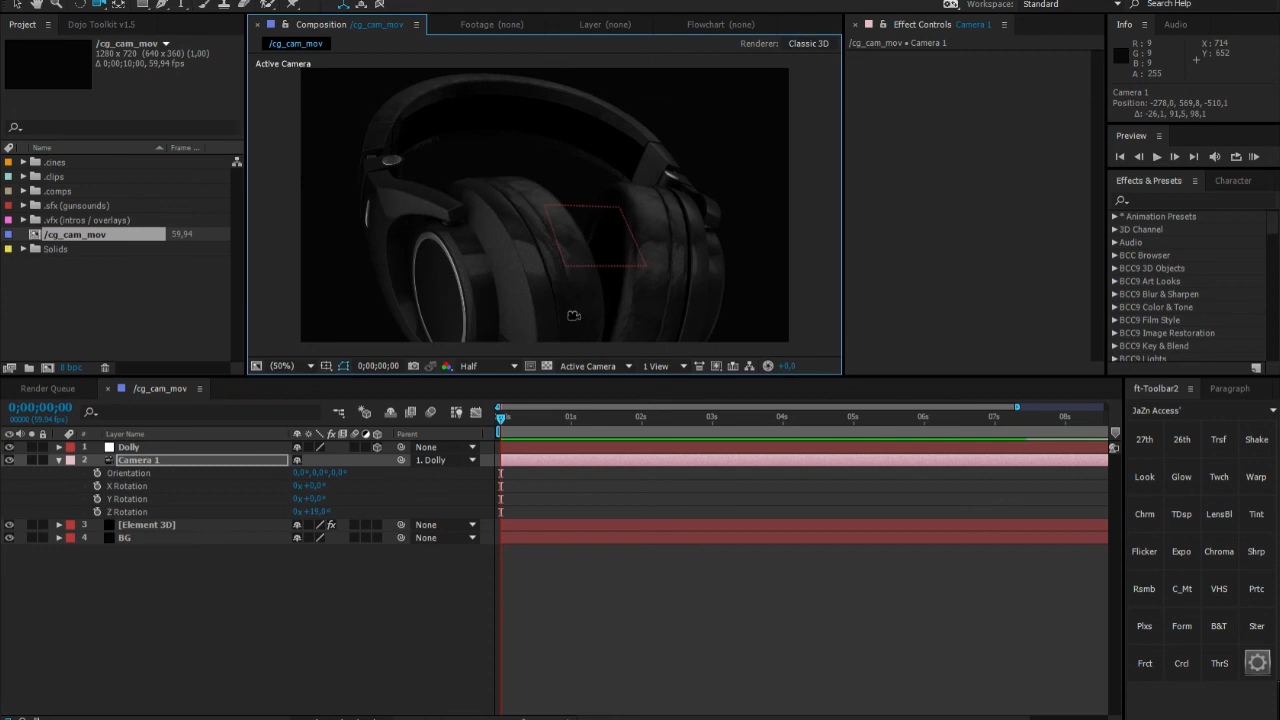 Workspace: Standard
Search Help
Project
Dojo Toolkit v1.5
Composition /cg_cam_mov
Footage (none)
Layer (none)
Flowchart (none)
Effect Controls Camera 1
Info
Audio
/cg_cam_mov
1280 x 720 (640 x 360) (1,00)
Δ 0;00;10;00, 59,94 fps
/cg_cam_mov
Renderer: Classic 3D
/cg_cam_mov • Camera 1
R: 9
G: 9
B: 9
A: 255
X: 714
Y: 652
Active Camera
Camera 1
Position: -278,0, 569,8, -510,1
Δ: -26,1, 91,5, 98,1
Preview
Name
Frame ...
.cines
.clips
.comps
.sfx (gunsounds)
.vfx (intros / overlays)
/cg_cam_mov 59,94
Solids
Effects & Presets
Character
* Animation Presets
3D Channel
Audio
BCC Browser
BCC9 3D Objects
BCC9 Art Looks
BCC9 Blur & Sharpen
BCC9 Color & Tone
BCC9 Film Style
BCC9 Image Restoration
BCC9 Key & Blend
BCC9 Lights
8 bpc
(50%)
0;00;00;00
Half
Active Camera
1 View
+0,0
Render Queue
/cg_cam_mov
ft-Toolbar2
Paragraph
0;00;00;00
00000 (59.94 fps)
01s
02s
03s
04s
05s
06s
07s
08s
JaZn Access'
# Layer Name
Parent
1 Dolly None
2 Camera 1 1. Dolly
Orientation 0,0°,0,0°,0,0°
X Rotation 0x+0,0°
Y Rotation 0x+0,0°
Z Rotation 0x+19,0°
3 [Element 3D] None
4 BG None
27th 26th Trsf Shake
Look Glow Twch Warp
Chrm TDsp LensBl Tint
Flicker Expo Chroma Shrp
Rsmb C_Mt VHS Prtc
Plxs Form B&T Ster
Frct Crcl ThrS